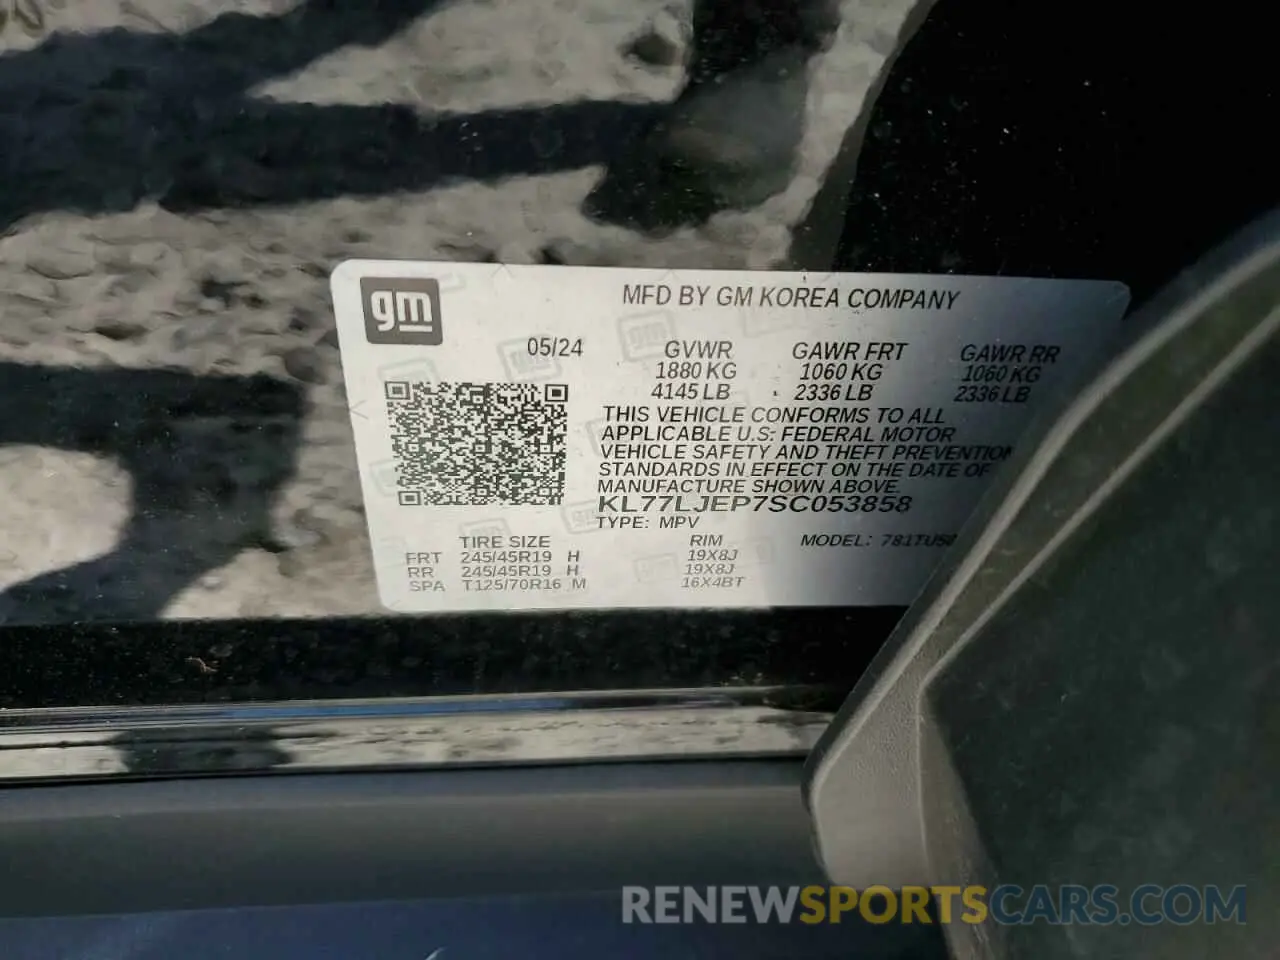 gm
MFD BY GM KOREA COMPANY
05/24 GVWR GAWR FRT GAWR RR
1880 KG 1060 KG 1060 KG
4145 LB 2336 LB 2336 LB
THIS VEHICLE CONFORMS TO ALL
APPLICABLE U.S. FEDERAL MOTOR
VEHICLE SAFETY AND THEFT PREVENTION
STANDARDS IN EFFECT ON THE DATE OF
MANUFACTURE SHOWN ABOVE.
KL77LJEP7SC053858
TYPE: MPV MODEL:
TIRE SIZE RIM
FRT 245/45R19 H 19X8J
RR 245/45R19 H 19X8J
SPA T125/70R16 M 16X4BT
RENEWSPORTSCARS.COM